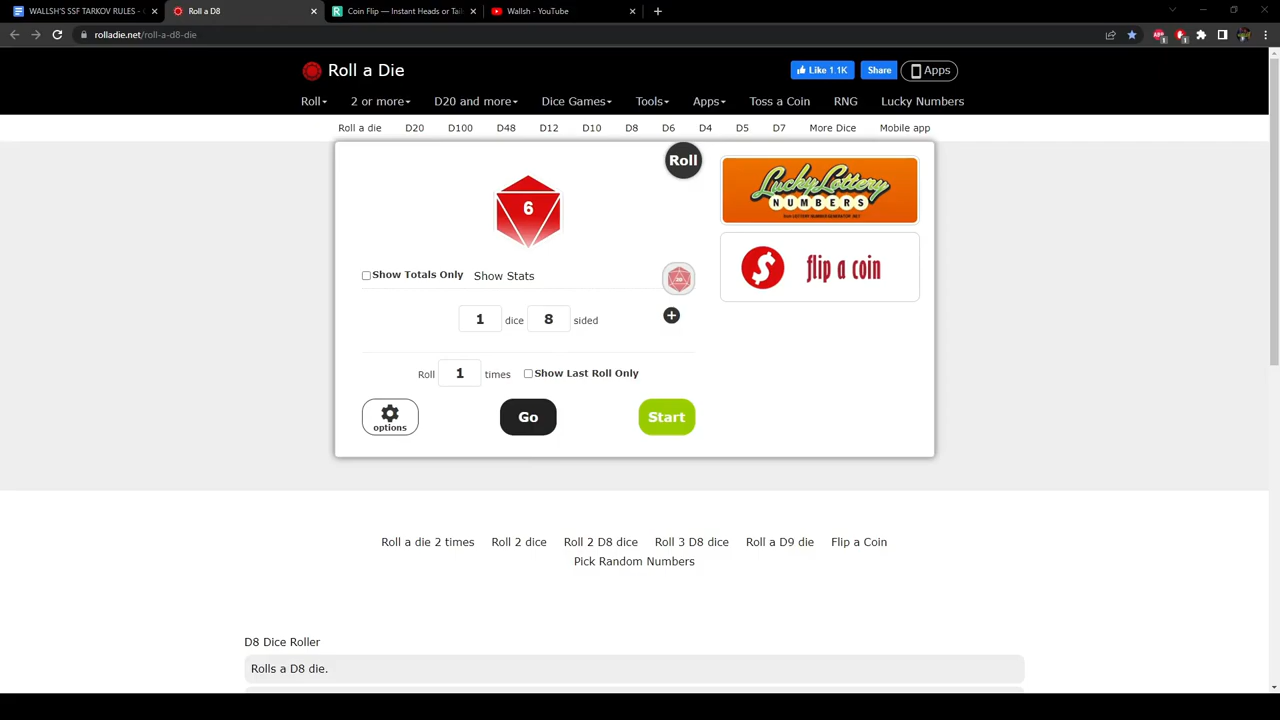 WALLSH'S SSF TARKOV RULES -
Roll a D8
Coin Flip — Instant Heads or Tai
Wallsh - YouTube
rolladie.net/roll-a-d8-die
Roll a Die
Like 1.1K
Share
Apps
Roll
2 or more
D20 and more
Dice Games
Tools
Apps
Toss a Coin
RNG
Lucky Numbers
Roll a die
D20
D100
D48
D12
D10
D8
D6
D4
D5
D7
More Dice
Mobile app
Roll
6
Lucky Lottery
NUMBERS
Show Totals Only
Show Stats
20
flip a coin
1 dice 8 sided
Roll 1 times
Show Last Roll Only
options
Go
Start
Roll a die 2 times
Roll 2 dice
Roll 2 D8 dice
Roll 3 D8 dice
Roll a D9 die
Flip a Coin
Pick Random Numbers
D8 Dice Roller
Rolls a D8 die.